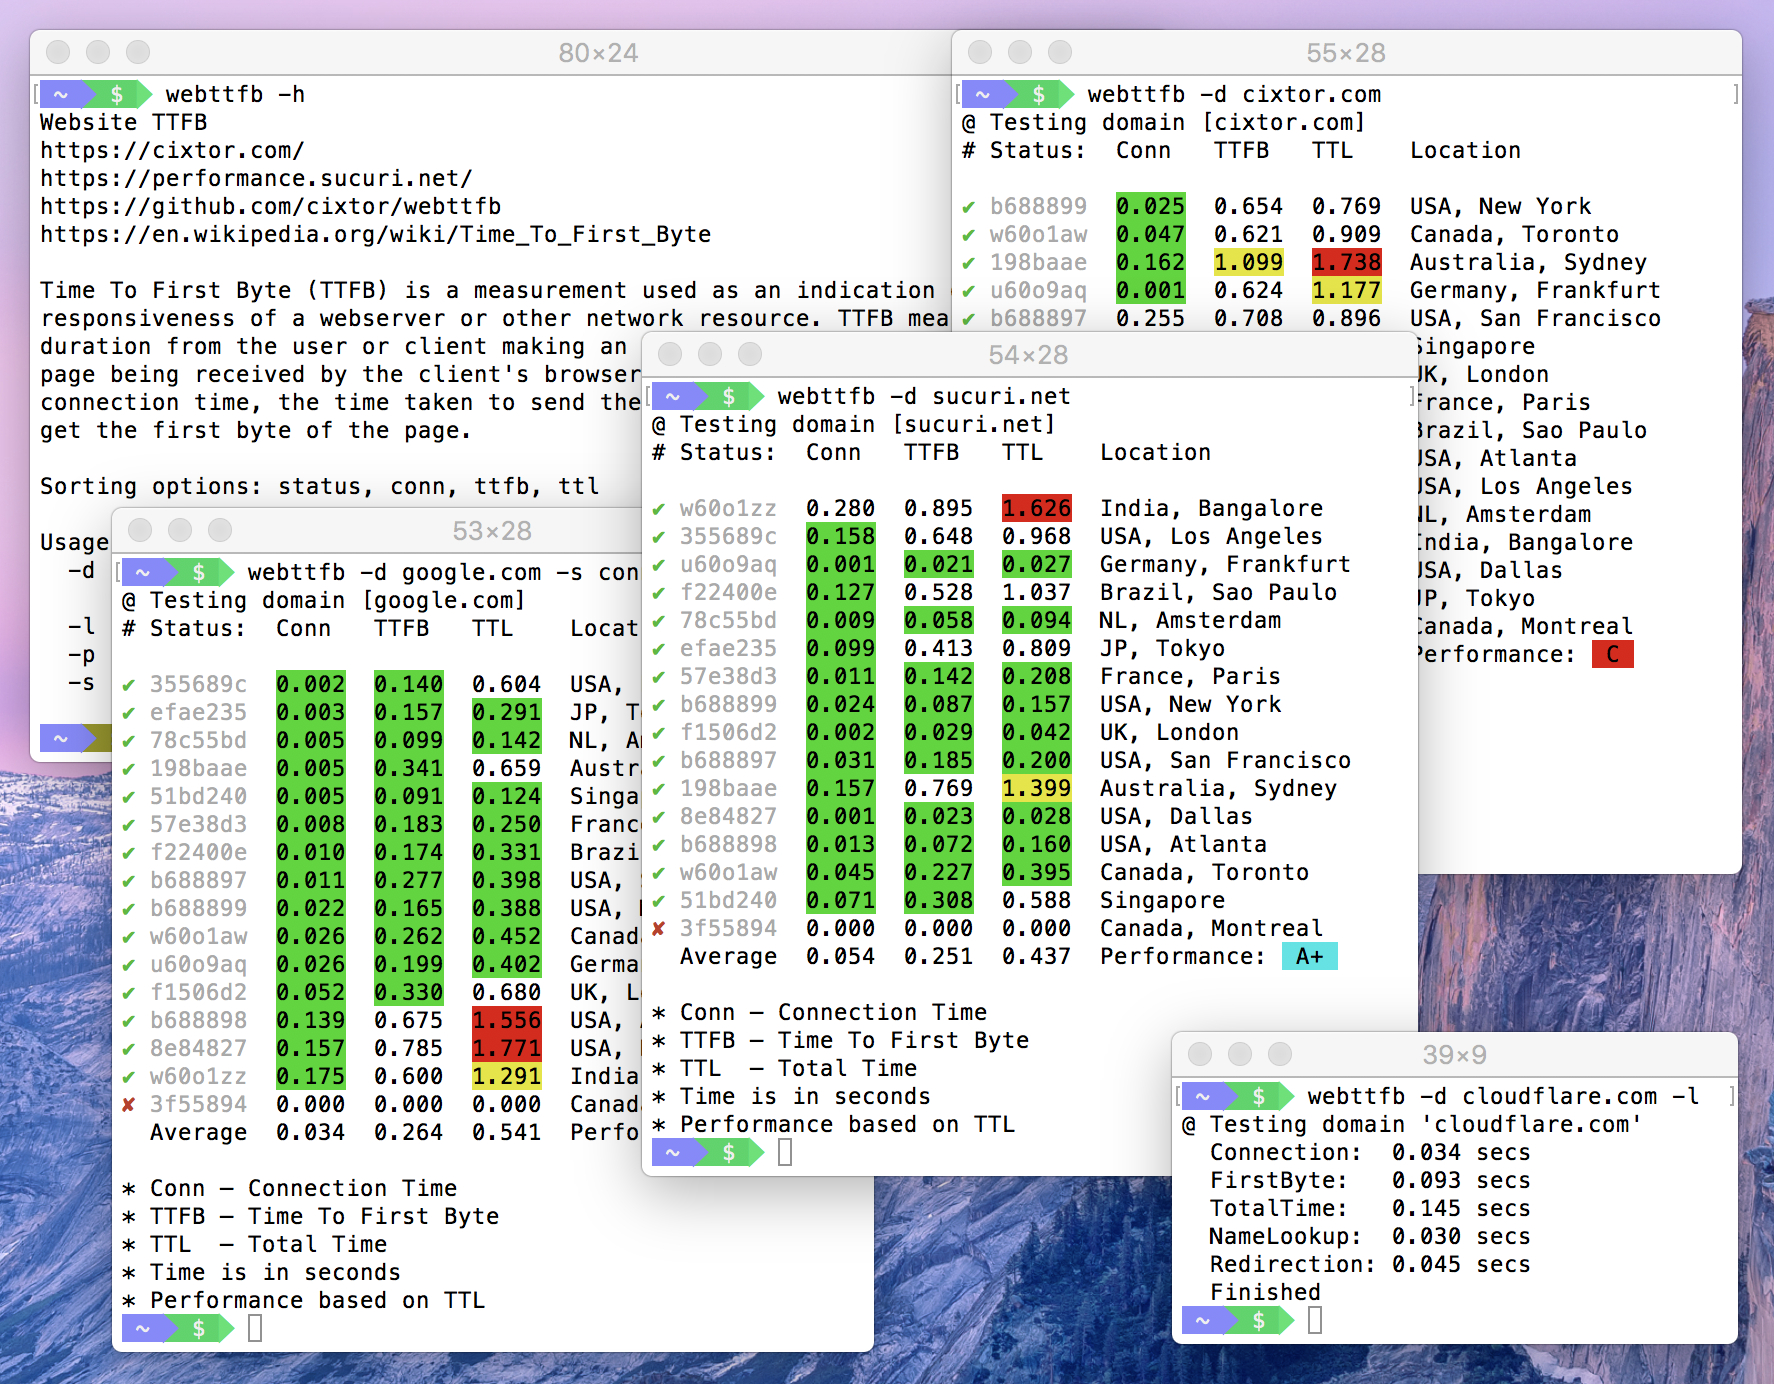 80×24
~ $ webttfb -h
Website TTFB
https://cixtor.com/
https://performance.sucuri.net/
https://github.com/cixtor/webttfb
https://en.wikipedia.org/wiki/Time_To_First_Byte
Time To First Byte (TTFB) is a measurement used as an indication
responsiveness of a webserver or other network resource. TTFB mea
duration from the user or client making an
page being received by the client's browser
connection time, the time taken to send the
get the first byte of the page.
Sorting options: status, conn, ttfb, ttl
Usage
-d
-l
-p
-s
~
55×28
~ $ webttfb -d cixtor.com
@ Testing domain [cixtor.com]
# Status: Conn TTFB TTL Location
✔ b688899 0.025 0.654 0.769 USA, New York
✔ w60o1aw 0.047 0.621 0.909 Canada, Toronto
✔ 198baae 0.162 1.099 1.738 Australia, Sydney
✔ u60o9aq 0.001 0.624 1.177 Germany, Frankfurt
✔ b688897 0.255 0.708 0.896 USA, San Francisco
Singapore
UK, London
France, Paris
Brazil, Sao Paulo
USA, Atlanta
USA, Los Angeles
NL, Amsterdam
India, Bangalore
USA, Dallas
JP, Tokyo
Canada, Montreal
Performance: C
54×28
~ $ webttfb -d sucuri.net
@ Testing domain [sucuri.net]
# Status: Conn TTFB TTL Location
✔ w60o1zz 0.280 0.895 1.626 India, Bangalore
✔ 355689c 0.158 0.648 0.968 USA, Los Angeles
✔ u60o9aq 0.001 0.021 0.027 Germany, Frankfurt
✔ f22400e 0.127 0.528 1.037 Brazil, Sao Paulo
✔ 78c55bd 0.009 0.058 0.094 NL, Amsterdam
✔ efae235 0.099 0.413 0.809 JP, Tokyo
✔ 57e38d3 0.011 0.142 0.208 France, Paris
✔ b688899 0.024 0.087 0.157 USA, New York
✔ f1506d2 0.002 0.029 0.042 UK, London
✔ b688897 0.031 0.185 0.200 USA, San Francisco
✔ 198baae 0.157 0.769 1.399 Australia, Sydney
✔ 8e84827 0.001 0.023 0.028 USA, Dallas
✔ b688898 0.013 0.072 0.160 USA, Atlanta
✔ w60o1aw 0.045 0.227 0.395 Canada, Toronto
✔ 51bd240 0.071 0.308 0.588 Singapore
✘ 3f55894 0.000 0.000 0.000 Canada, Montreal
Average 0.054 0.251 0.437 Performance: A+
* Conn — Connection Time
* TTFB — Time To First Byte
* TTL — Total Time
* Time is in seconds
* Performance based on TTL
~ $
53×28
~ $ webttfb -d google.com -s con
@ Testing domain [google.com]
# Status: Conn TTFB TTL Locat
✔ 355689c 0.002 0.140 0.604 USA,
✔ efae235 0.003 0.157 0.291 JP, T
✔ 78c55bd 0.005 0.099 0.142 NL, A
✔ 198baae 0.005 0.341 0.659 Austr
✔ 51bd240 0.005 0.091 0.124 Singa
✔ 57e38d3 0.008 0.183 0.250 Franc
✔ f22400e 0.010 0.174 0.331 Brazi
✔ b688897 0.011 0.277 0.398 USA,
✔ b688899 0.022 0.165 0.388 USA,
✔ w60o1aw 0.026 0.262 0.452 Canad
✔ u60o9aq 0.026 0.199 0.402 Germa
✔ f1506d2 0.052 0.330 0.680 UK, L
✔ b688898 0.139 0.675 1.556 USA,
✔ 8e84827 0.157 0.785 1.771 USA,
✔ w60o1zz 0.175 0.600 1.291 India
✘ 3f55894 0.000 0.000 0.000 Canad
Average 0.034 0.264 0.541 Perfo
* Conn — Connection Time
* TTFB — Time To First Byte
* TTL — Total Time
* Time is in seconds
* Performance based on TTL
~ $
39×9
~ $ webttfb -d cloudflare.com -l
@ Testing domain 'cloudflare.com'
Connection: 0.034 secs
FirstByte: 0.093 secs
TotalTime: 0.145 secs
NameLookup: 0.030 secs
Redirection: 0.045 secs
Finished
~ $